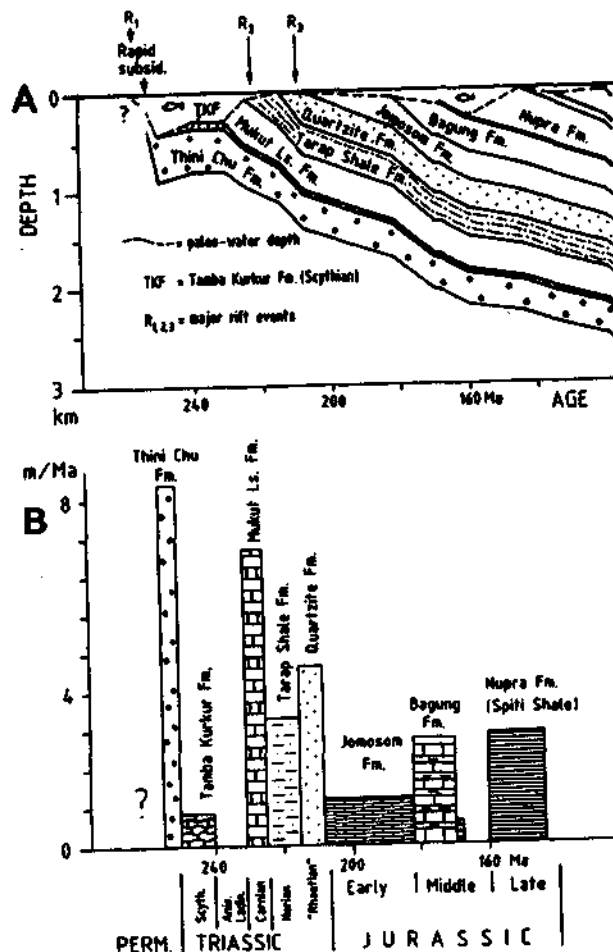 R₁
R₂
R₃
Rapid
subsid.
A
0
?
TKF
Thini Chu Fm.
Mukut Ls. Fm.
Tarap Shale Fm.
Quartzite Fm.
Jomosom Fm.
Bagung Fm.
Nupra Fm.
DEPTH
1
2
3
km
= paleo-water depth
TKF = Tamba Kurkur Fm. (Scythian)
R₁,₂,₃ = major rift events
240
200
160 Ma
AGE
B
m/Ma
8
4
0
?
Thini Chu
Fm.
Tamba Kurkur Fm.
Mukut Ls. Fm.
Tarap Shale Fm.
Quartzite Fm.
Jomosom
Fm.
Bagung
Fm.
Nupra Fm.
(Spiti Shale)
240
200
160 Ma
Scyth.
Anis.
Ladin.
Carnian
Norian
"Rhaetian"
Early
Middle
Late
PERM.
TRIASSIC
JURASSIC